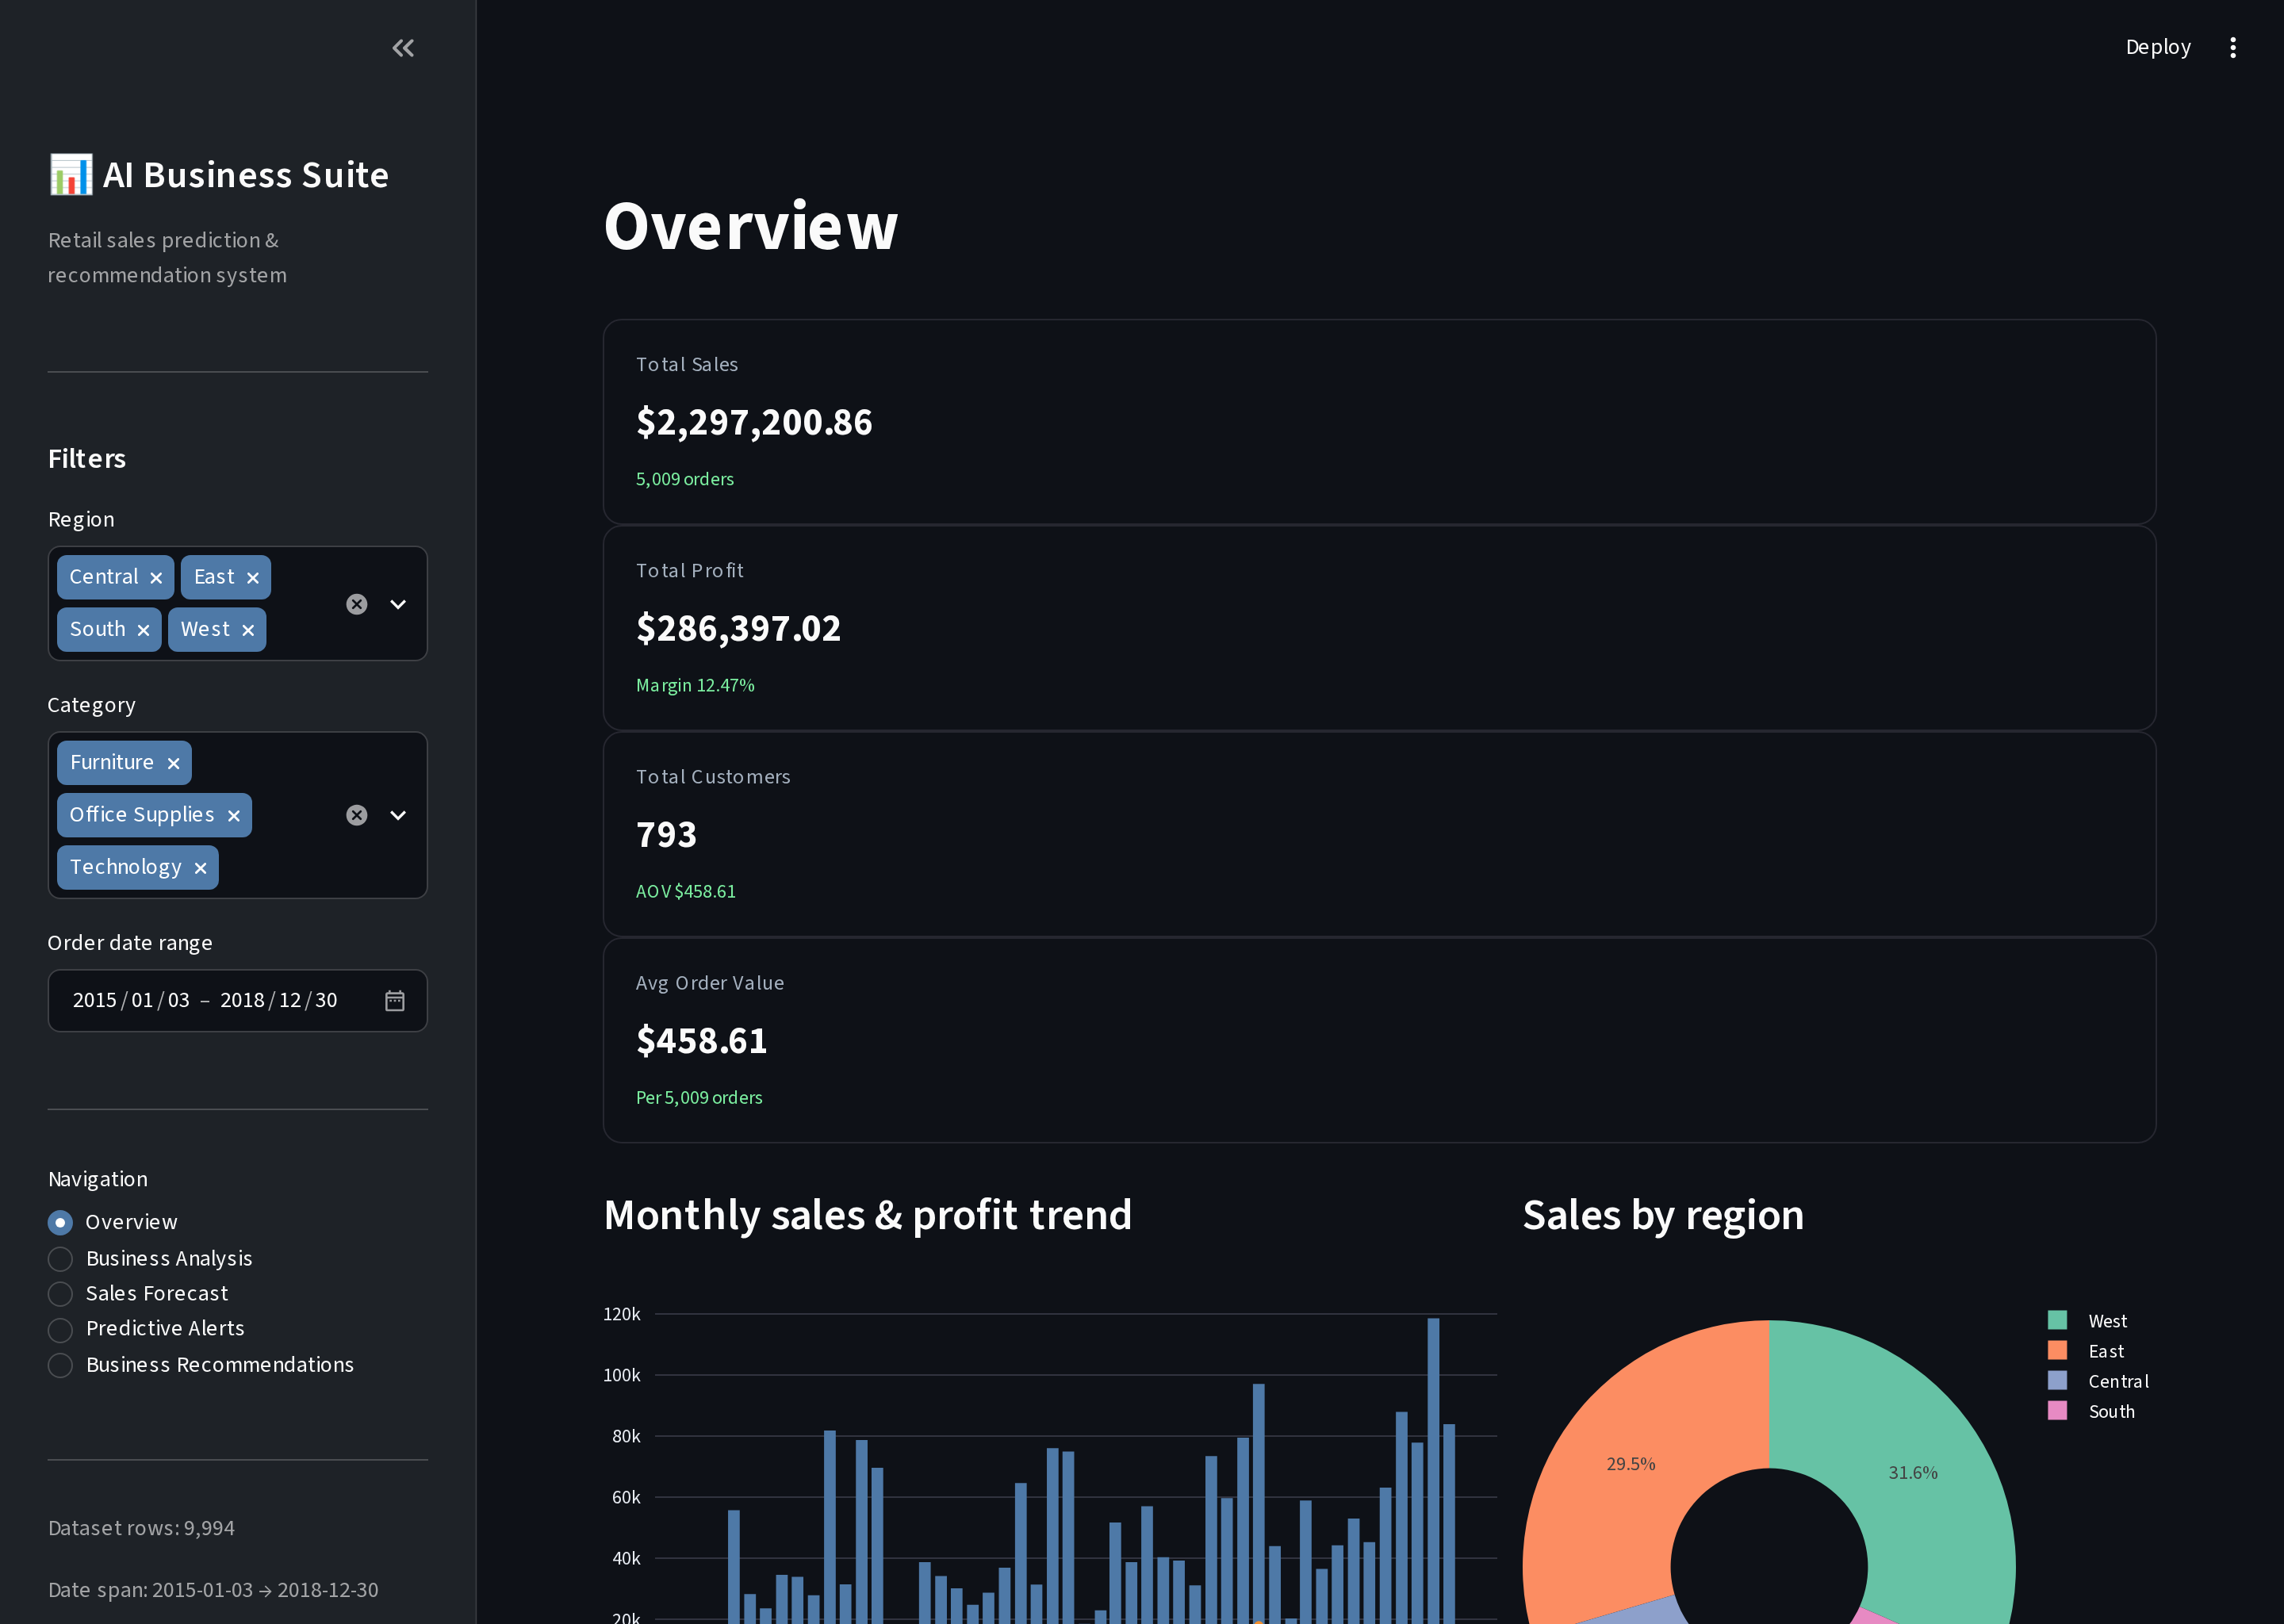 Deploy
📊 AI Business Suite
Retail sales prediction &
recommendation system
Filters
Region
Central
East
South
West
Category
Furniture
Office Supplies
Technology
Order date range
2015 / 01 / 03 – 2018 / 12 / 30
Navigation
Overview
Business Analysis
Sales Forecast
Predictive Alerts
Business Recommendations
Dataset rows: 9,994
Date span: 2015-01-03 → 2018-12-30
Overview
Total Sales
$2,297,200.86
5,009 orders
Total Profit
$286,397.02
Margin 12.47%
Total Customers
793
AOV $458.61
Avg Order Value
$458.61
Per 5,009 orders
Monthly sales & profit trend
120k
100k
80k
60k
40k
20k
Sales by region
29.5%
31.6%
West
East
Central
South